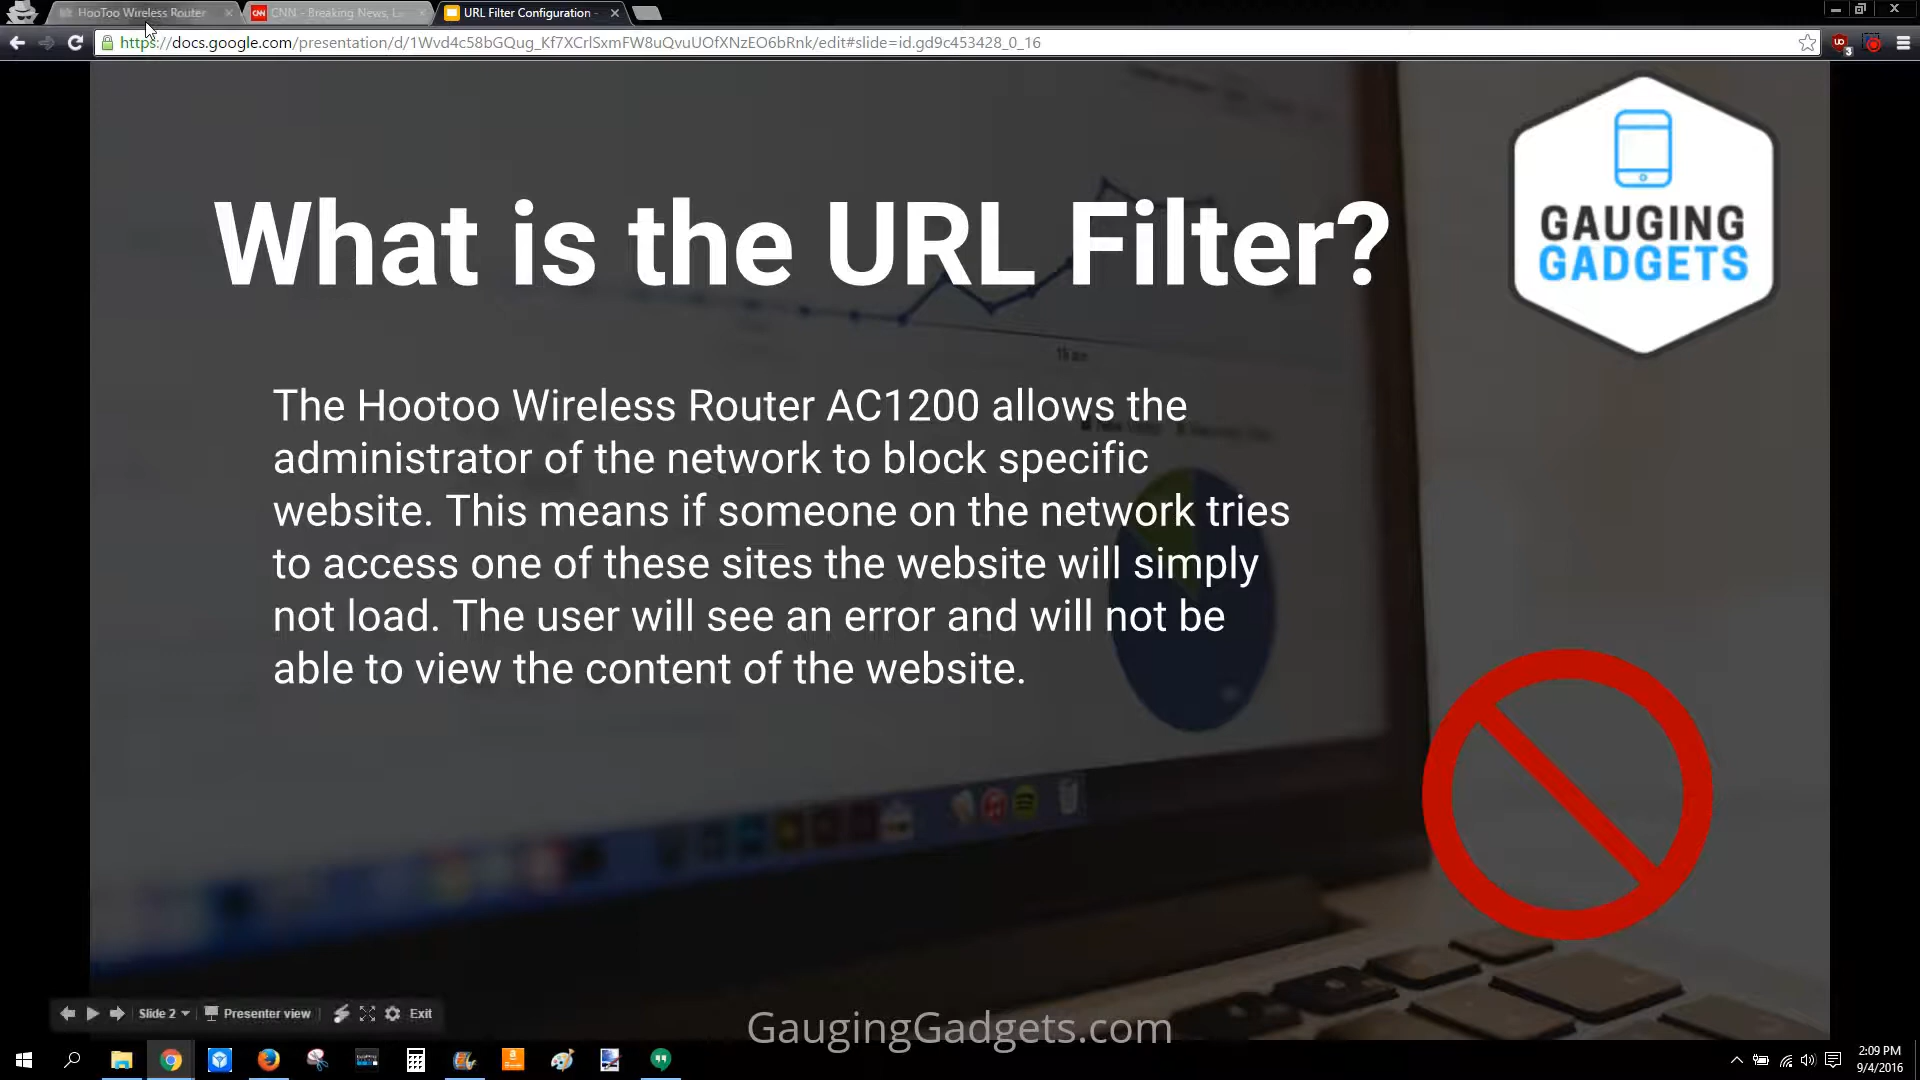 HooToo Wireless Router
CNN - Breaking News, L
URL Filter Configuration -
https://docs.google.com/presentation/d/1Wvd4c58bGQug_Kf7XCrlSxmFW8uQvuUOfXNzEO6bRnk/edit#slide=id.gd9c453428_0_16
What is the URL Filter?
GAUGING
GADGETS
The Hootoo Wireless Router AC1200 allows the
administrator of the network to block specific
website. This means if someone on the network tries
to access one of these sites the website will simply
not load. The user will see an error and will not be
able to view the content of the website.
Slide 2
Presenter view
Exit
GaugingGadgets.com
2:09 PM
9/4/2016